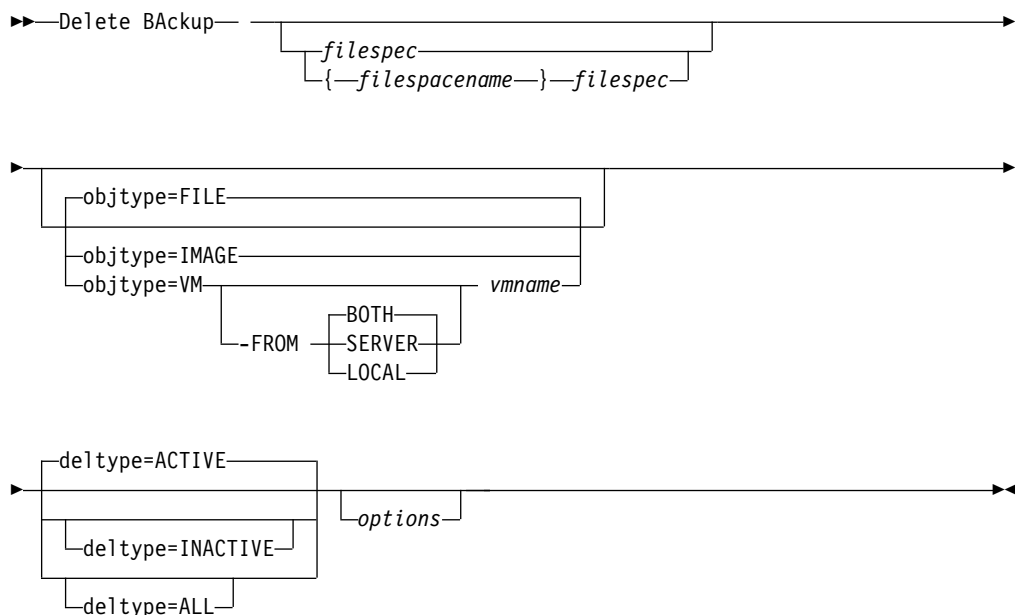 Delete BAckup
filespec
{ filespacename } filespec
objtype=FILE
objtype=IMAGE
objtype=VM vmname
-FROM BOTH
SERVER
LOCAL
deltype=ACTIVE
options
deltype=INACTIVE
deltype=ALL